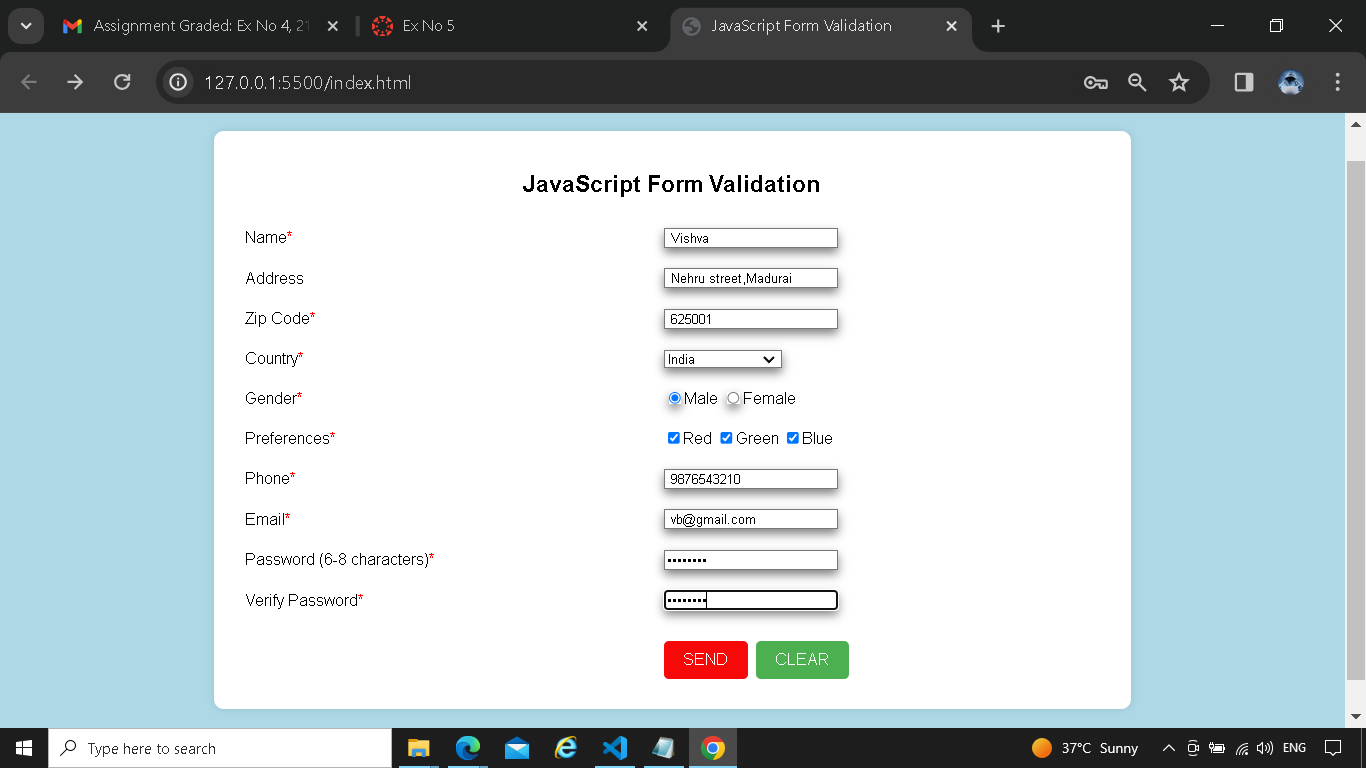 Assignment Graded: Ex No 4, 21
Ex No 5
JavaScript Form Validation
127.0.0.1:5500/index.html
JavaScript Form Validation
Name* Vishva
Address Nehru street,Madurai
Zip Code* 625001
Country* India
Gender* Male Female
Preferences* Red Green Blue
Phone* 9876543210
Email* vb@gmail.com
Password (6-8 characters)* ••••••••
Verify Password* ••••••••
SEND CLEAR
Type here to search
37°C Sunny
ENG